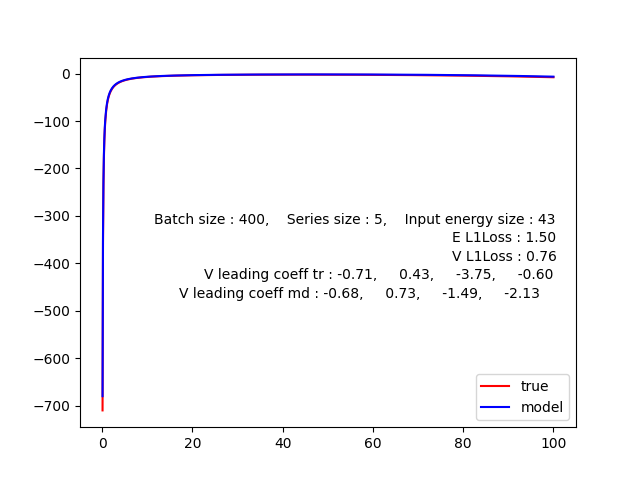 0
−100
−200
−300
−400
−500
−600
−700
Batch size : 400, Series size : 5, Input energy size : 43
E L1Loss : 1.50
V L1Loss : 0.76
V leading coeff tr : -0.71, 0.43, -3.75, -0.60
V leading coeff md : -0.68, 0.73, -1.49, -2.13
true
model
0 20 40 60 80 100